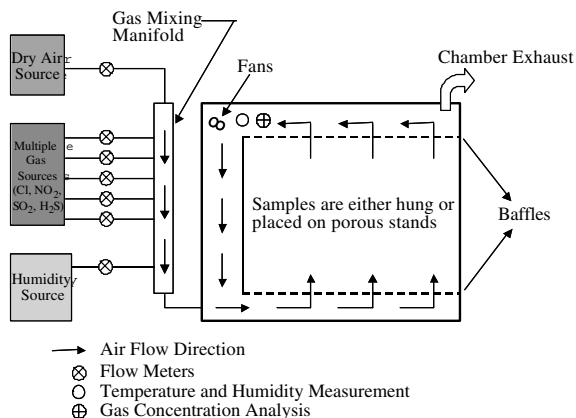 Gas Mixing
Manifold
Dry Air
Source
Fans
Chamber Exhaust
Multiple
Gas
Sources
(Cl, NO2,
SO2, H2S)
Samples are either hung or
placed on porous stands
Baffles
Humidity
Source
Air Flow Direction
Flow Meters
Temperature and Humidity Measurement
Gas Concentration Analysis